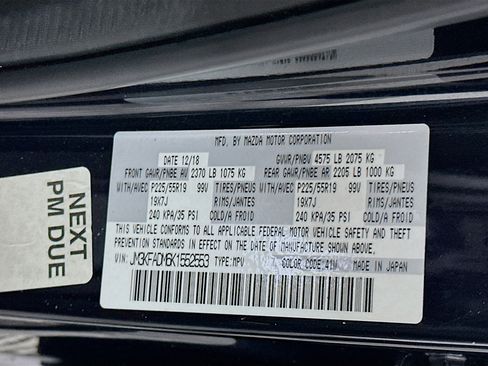 MFD. BY MAZDA MOTOR CORPORATION
DATE 12/18 GVWR/PNBV 4575 LB 2075 KG
FRONT GAWR/PNBE AV 2370 LB 1075 KG REAR GAWR/PNBE AR 2205 LB 1000 KG
WITH/AVEC P225/55R19 99V TIRES/PNEUS WITH/AVEC P225/55R19 99V TIRES/PNEUS
19X7J RIMS/JANTES 19X7J RIMS/JANTES
240 KPA/35 PSI COLD/A FROID 240 KPA/35 PSI COLD/A FROID
THIS VEHICLE CONFORMS TO ALL APPLICABLE FEDERAL MOTOR VEHICLE SAFETY AND THEFT
PREVENTION STANDARDS IN EFFECT ON THE DATE OF MANUFACTURE SHOWN ABOVE.
JM3KFADM6K1552553 TYPE:MPV COLOR CODE:41W MADE IN JAPAN
NEXT
PM DUE